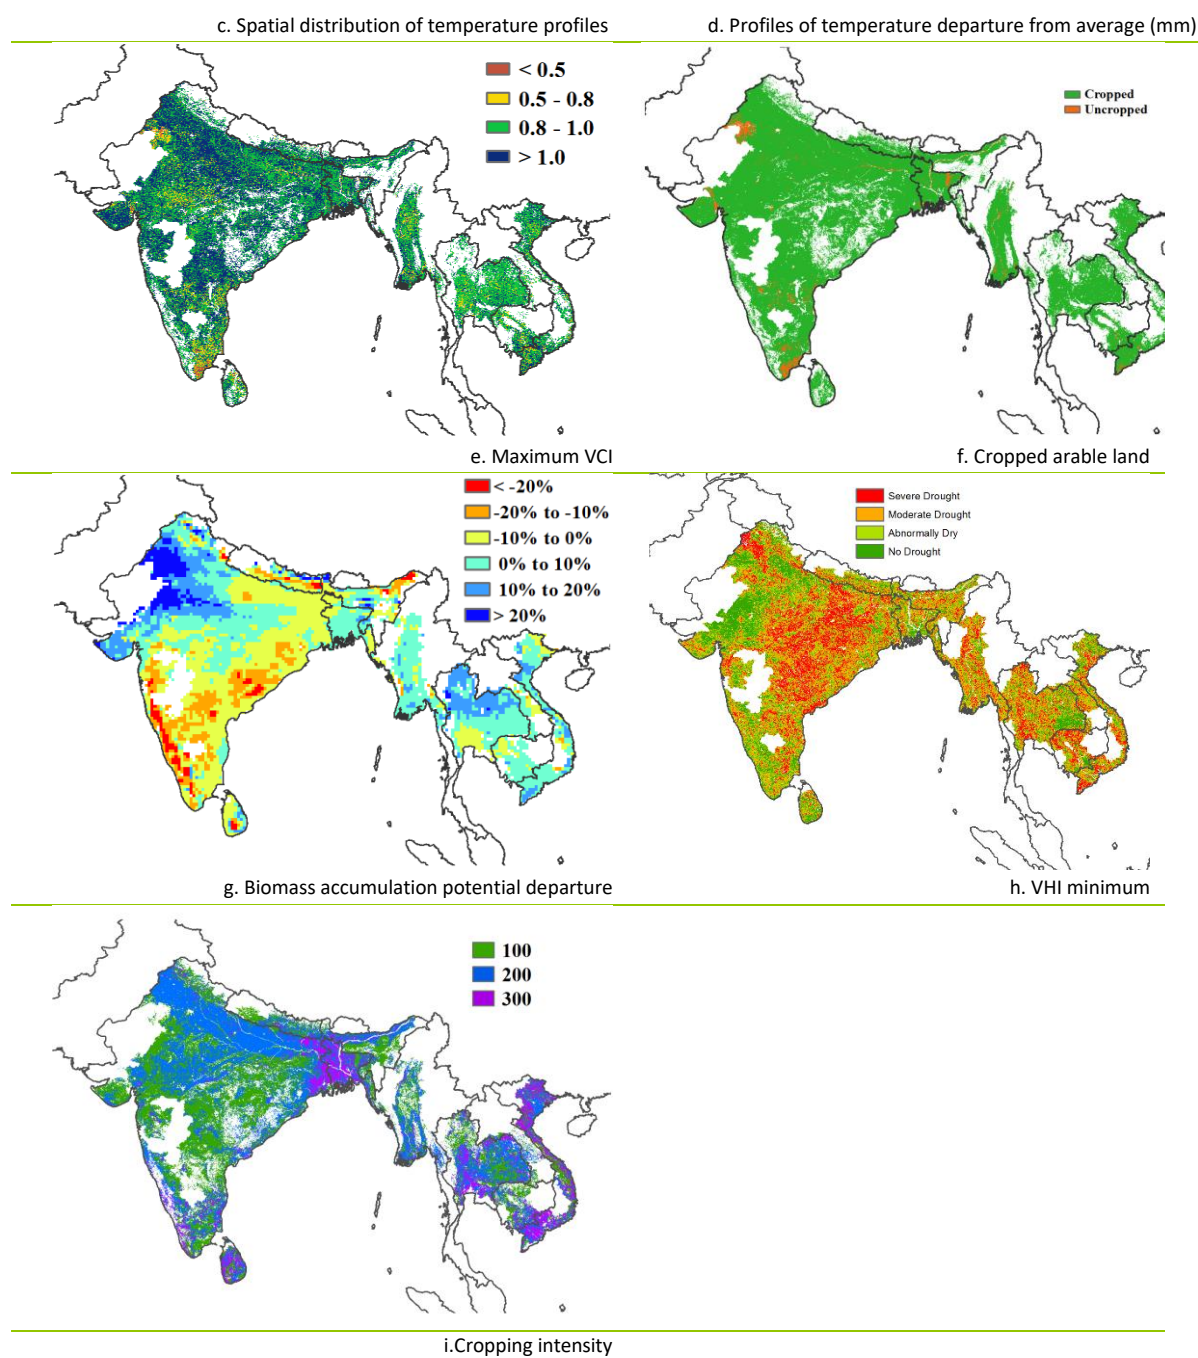 c. Spatial distribution of temperature profiles
d. Profiles of temperature departure from average (mm)
< 0.5
0.5 - 0.8
0.8 - 1.0
> 1.0
Cropped
Uncropped
e. Maximum VCI
f. Cropped arable land
< -20%
-20% to -10%
-10% to 0%
0% to 10%
10% to 20%
> 20%
Severe Drought
Moderate Drought
Abnormally Dry
No Drought
g. Biomass accumulation potential departure
h. VHI minimum
100
200
300
i.Cropping intensity